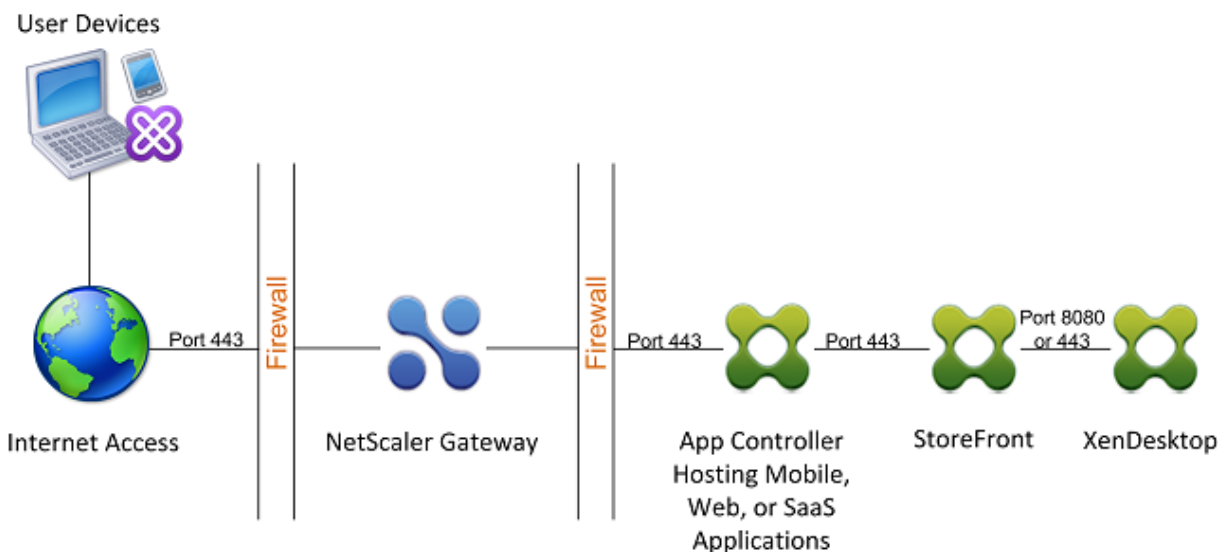 User Devices
Firewall
Firewall
Port 443
Port 443
Port 443
Port 8080
or 443
Internet Access
NetScaler Gateway
App Controller
Hosting Mobile,
Web, or SaaS
Applications
StoreFront
XenDesktop